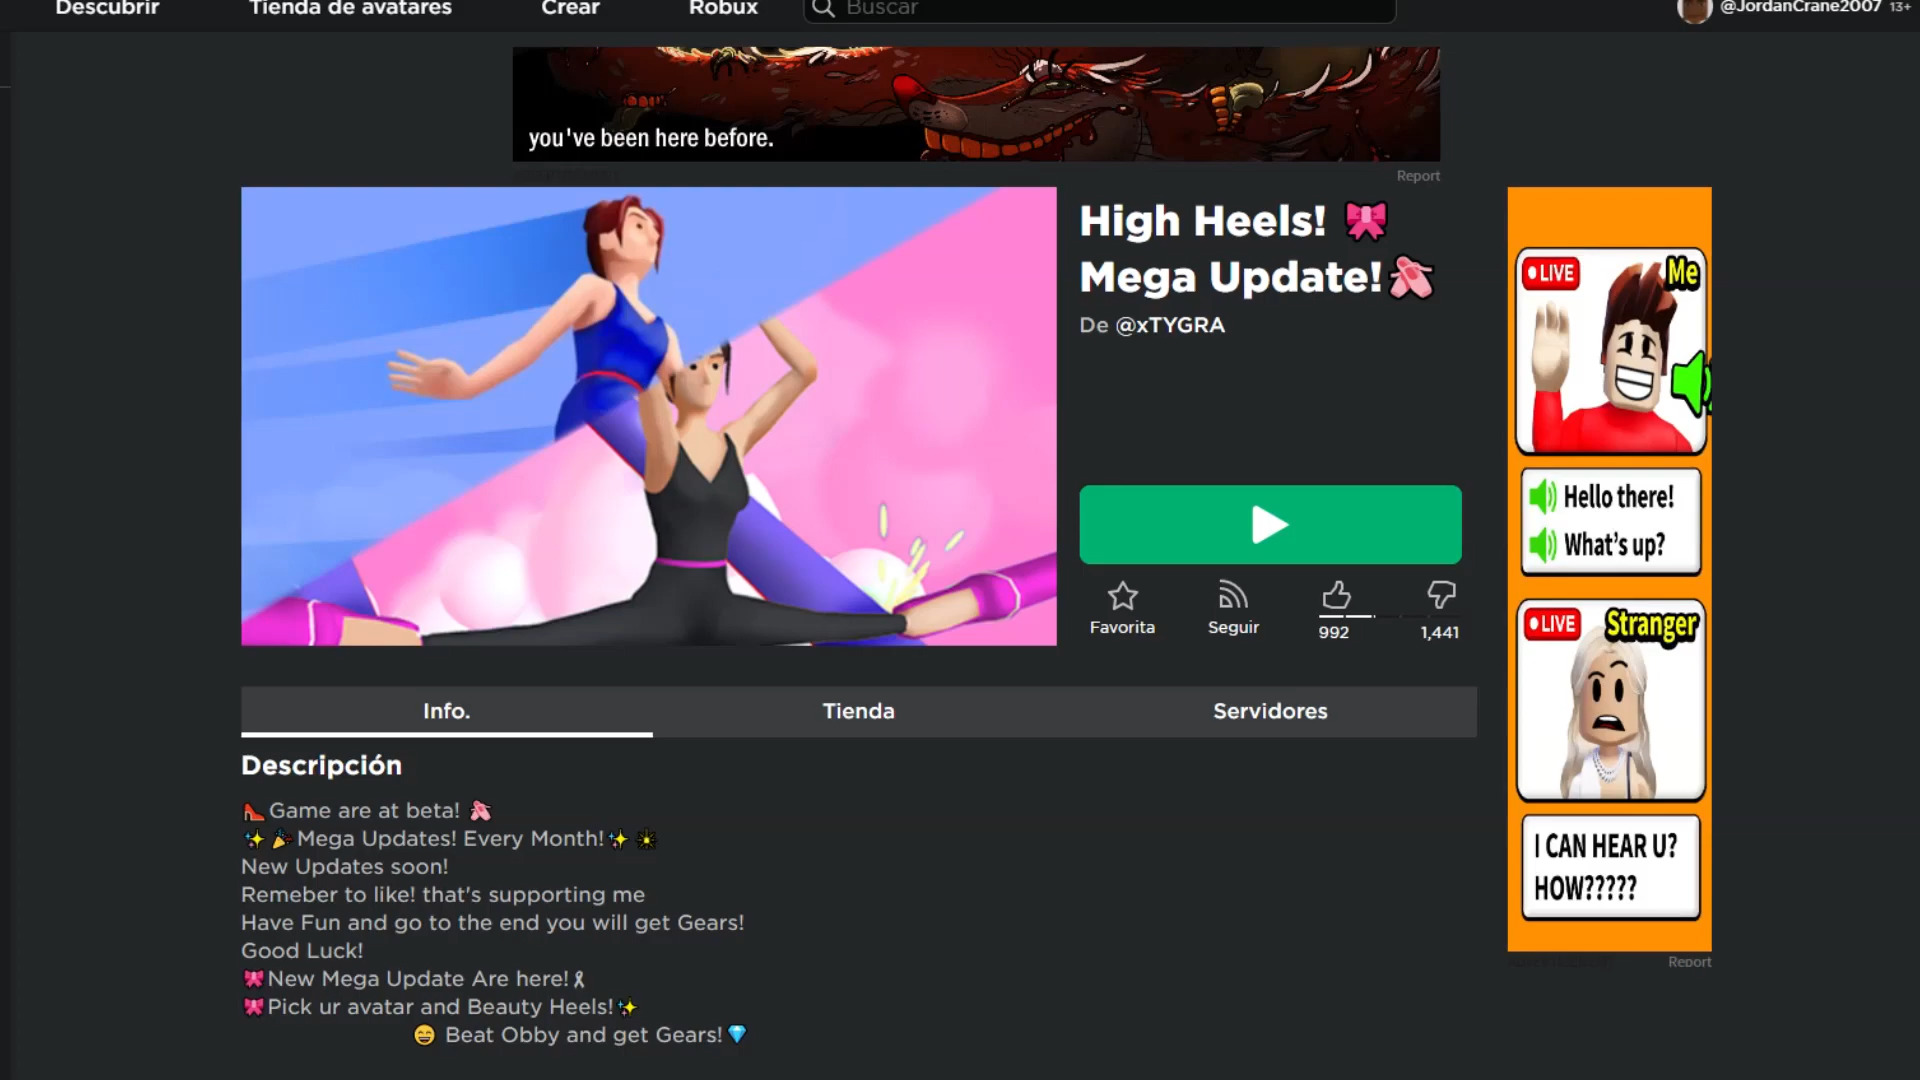 Descubrir Tienda de avatares Crear Robux Buscar @JordanCrane2007 13+
you've been here before.
Report
High Heels! 🎀
Mega Update!🩰
De @xTYGRA
Favorita Seguir 992 1,441
Info. Tienda Servidores
Descripción
👠Game are at beta! 🩰
✨🎉Mega Updates! Every Month!✨🌟
New Updates soon!
Remeber to like! that's supporting me
Have Fun and go to the end you will get Gears!
Good Luck!
🎀New Mega Update Are here!🎗
🎀Pick ur avatar and Beauty Heels!✨
😄 Beat Obby and get Gears!💎
LIVE Me
Hello there!
What's up?
LIVE Stranger
I CAN HEAR U?
HOW?????
Report